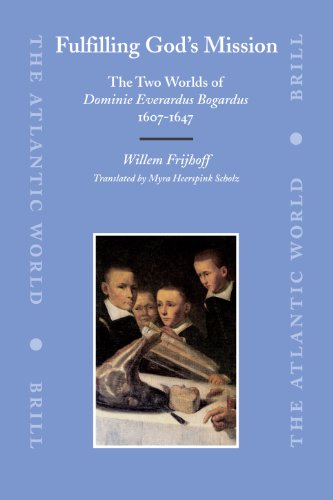 Fulfilling God's Mission
The Two Worlds of
Dominie Everardus Bogardus
1607-1647
Willem Frijhoff
Translated by Myra Heerspink Scholz
THE ATLANTIC WORLD • BRILL
THE ATLANTIC WORLD • BRILL